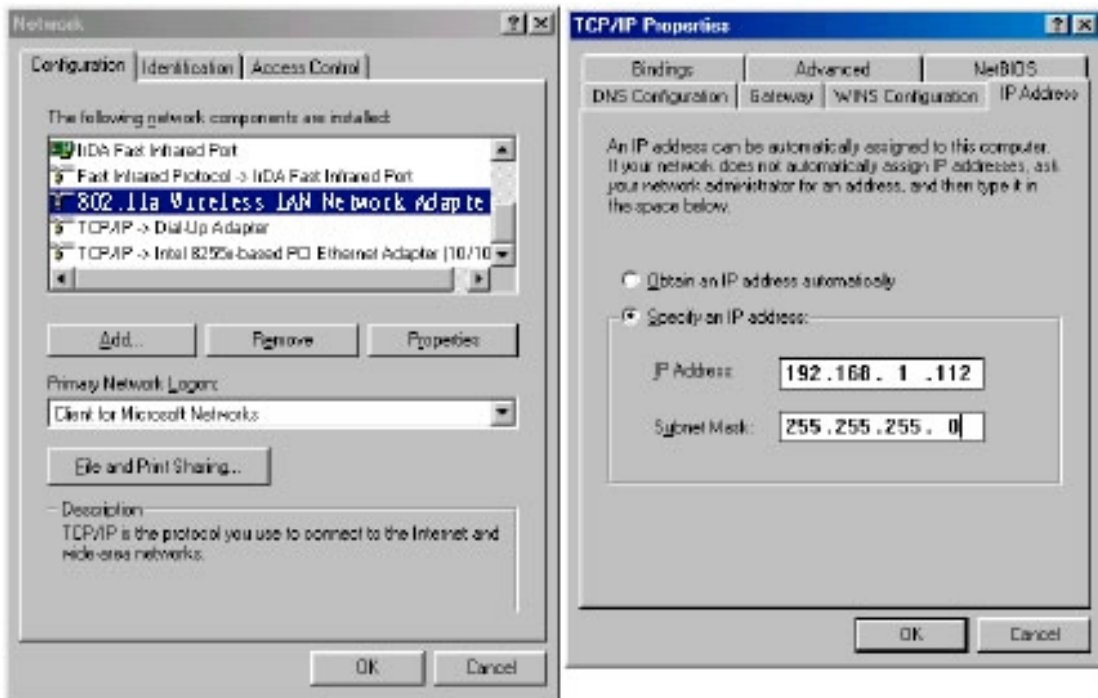 Network
Configuration Identification Access Control
The following network components are installed:
IrDA Fast Infrared Port
Fast Infrared Protocol -> IrDA Fast Infrared Port
802.11a Wireless LAN Network Adapte
TCP/IP -> Dial-Up Adapter
TCP/IP -> Intel 8255x-based PCI Ethernet Adapter (10/10
Add... Remove Properties
Primary Network Logon:
Client for Microsoft Networks
File and Print Sharing...
Description
TCP/IP is the protocol you use to connect to the Internet and
wide-area networks.
OK Cancel
TCP/IP Properties
Bindings Advanced NetBIOS
DNS Configuration Gateway WINS Configuration IP Address
An IP address can be automatically assigned to this computer.
If your network does not automatically assign IP addresses, ask
your network administrator for an address, and then type it in
the space below.
Obtain an IP address automatically
Specify an IP address:
IP Address: 192.168. 1 .112
Subnet Mask: 255.255.255. 0
OK Cancel